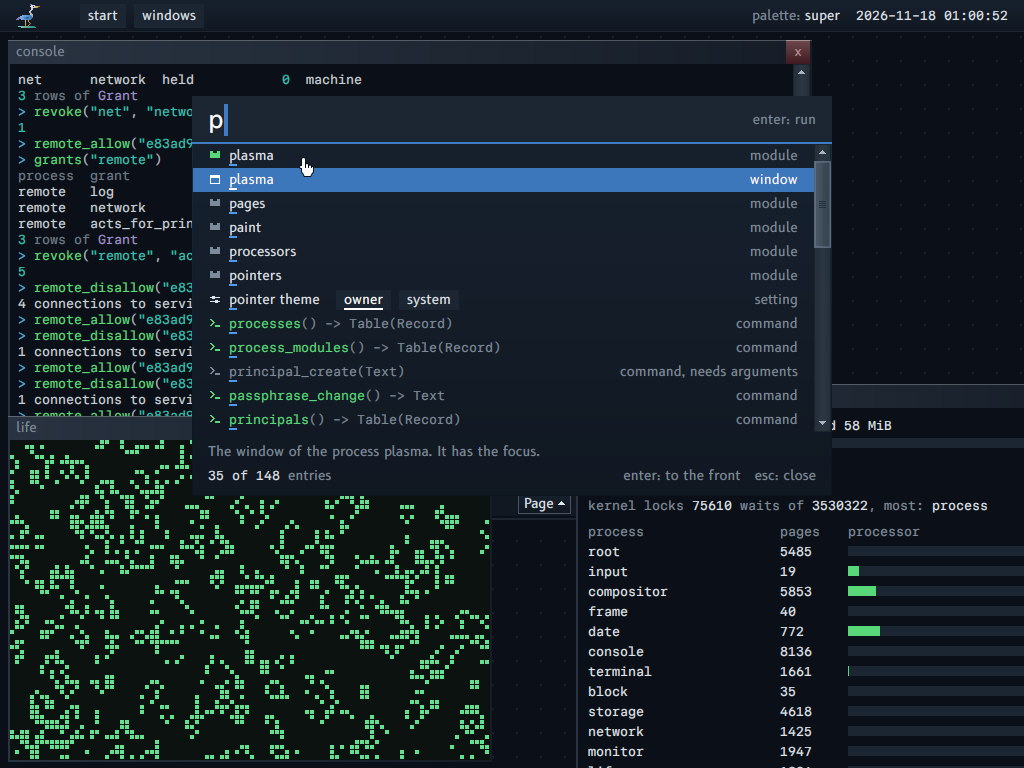 start windows palette: super 2026-11-18 01:00:52
console x
net network held 0 machine
3 rows of Grant
> revoke("net", "netwo
1
> remote_allow("e83ad9
> grants("remote")
process grant
remote log
remote network
remote acts_for_prin
3 rows of Grant
> revoke("remote", "ac
5
> remote_disallow("e83
4 connections to servi
> remote_allow("e83ad9
> remote_disallow("e83
1 connections to servi
> remote_allow("e83ad9
> remote_disallow("e83
1 connections to servi
> remote_allow("e83ad9
p enter: run
plasma module
plasma window
pages module
paint module
processors module
pointers module
pointer theme owner system setting
processes() -> Table(Record) command
process_modules() -> Table(Record) command
principal_create(Text) command, needs arguments
passphrase_change() -> Text command
principals() -> Table(Record) command
The window of the process plasma. It has the focus.
35 of 148 entries enter: to the front esc: close
life
Page
d 58 MiB
kernel locks 75610 waits of 3530322, most: process
process pages processor
root 5485
input 19
compositor 5853
frame 40
date 772
console 8136
terminal 1661
block 35
storage 4618
network 1425
monitor 1947